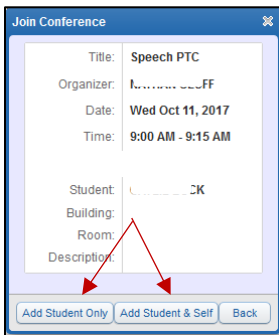 Join Conference
Title: Speech PTC
Organizer:
Date: Wed Oct 11, 2017
Time: 9:00 AM - 9:15 AM
Student: CK
Building:
Room:
Description:
Add Student Only Add Student & Self Back